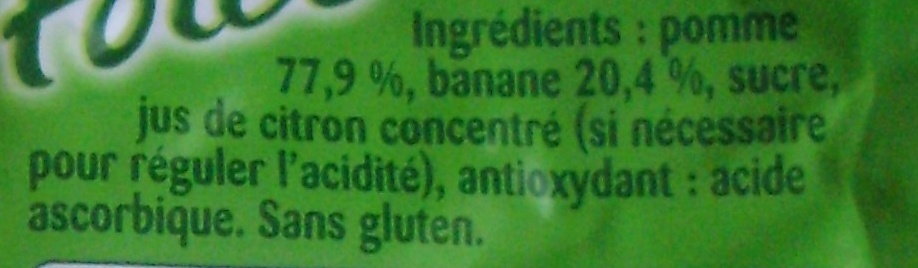 Ingrédients : pomme
77,9 %, banane 20,4 %, sucre,
jus de citron concentré (si nécessaire
pour réguler l'acidité), antioxydant : acide
ascorbique. Sans gluten.